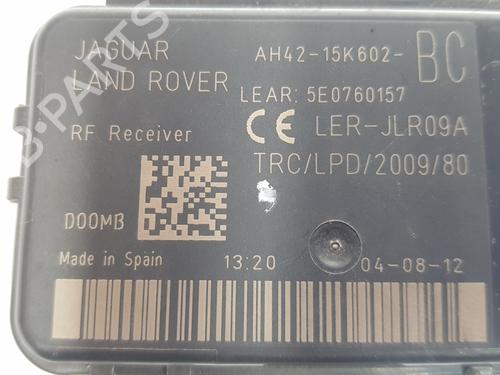 JAGUAR
LAND ROVER
AH42-15K602-BC
LEAR: 5E0760157
RF Receiver
CE LER-JLR09A
TRC/LPD/2009/80
D00MB
Made in Spain 13:20 04-08-12
B-PARTS